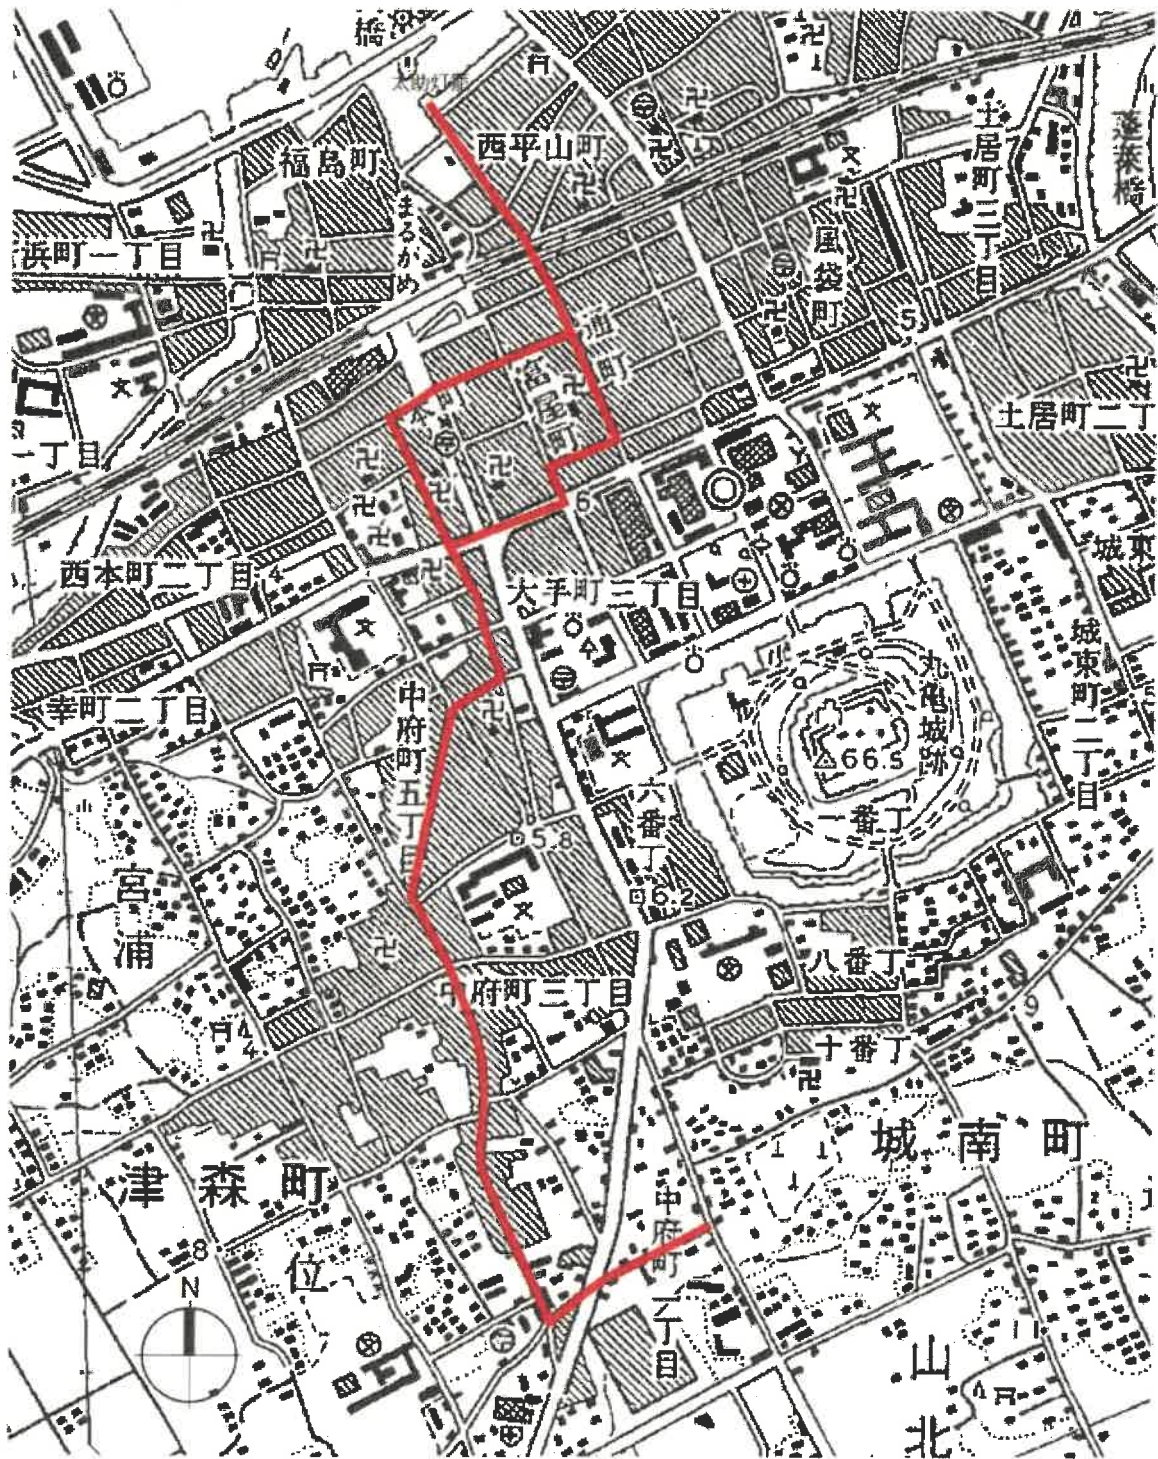 橋
太助灯籠
西平山町
福島町
土居町三丁目
蓬莱橋
まるがめ
浜町一丁目
風袋町
通町
5
富屋町
本町
土居町二丁
一丁目
6
西本町二丁目
4
大手町三丁目
城東
城東町二丁目
丸亀城跡
幸町二丁目
中府町五丁目
66.5
一番丁
六番丁
5.8
6.2
宮浦
八番丁
中府町三丁目
9
十番丁
4
城南町
津森町
中府町一丁目
8
位
N
山北